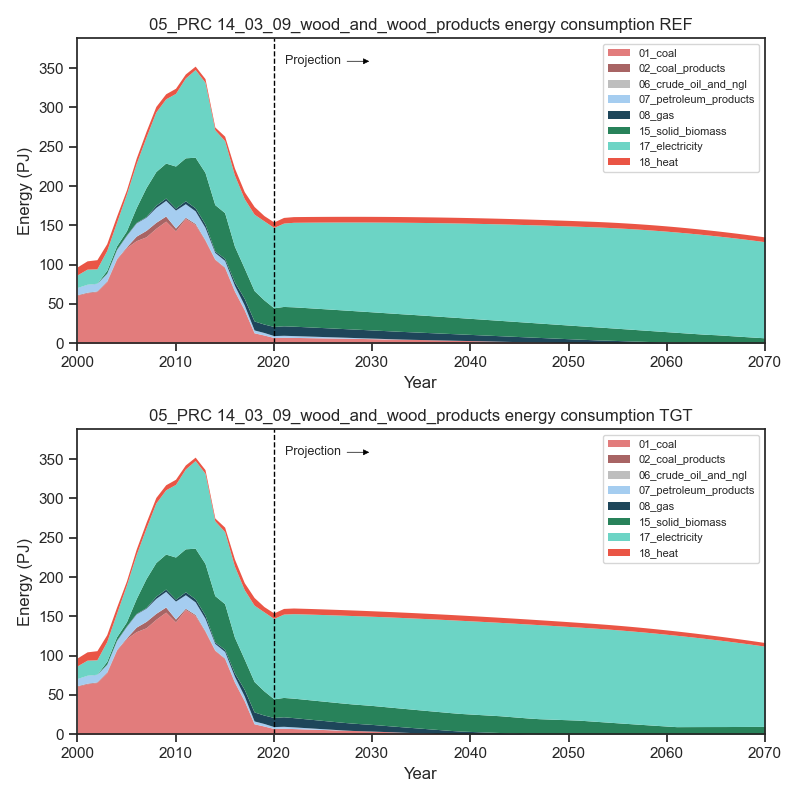 05_PRC 14_03_09_wood_and_wood_products energy consumption REF
Energy (PJ)
350
300
250
200
150
100
50
0
Projection
01_coal
02_coal_products
06_crude_oil_and_ngl
07_petroleum_products
08_gas
15_solid_biomass
17_electricity
18_heat
2000 2010 2020 2030 2040 2050 2060 2070
Year
05_PRC 14_03_09_wood_and_wood_products energy consumption TGT
Energy (PJ)
350
300
250
200
150
100
50
0
Projection
01_coal
02_coal_products
06_crude_oil_and_ngl
07_petroleum_products
08_gas
15_solid_biomass
17_electricity
18_heat
2000 2010 2020 2030 2040 2050 2060 2070
Year